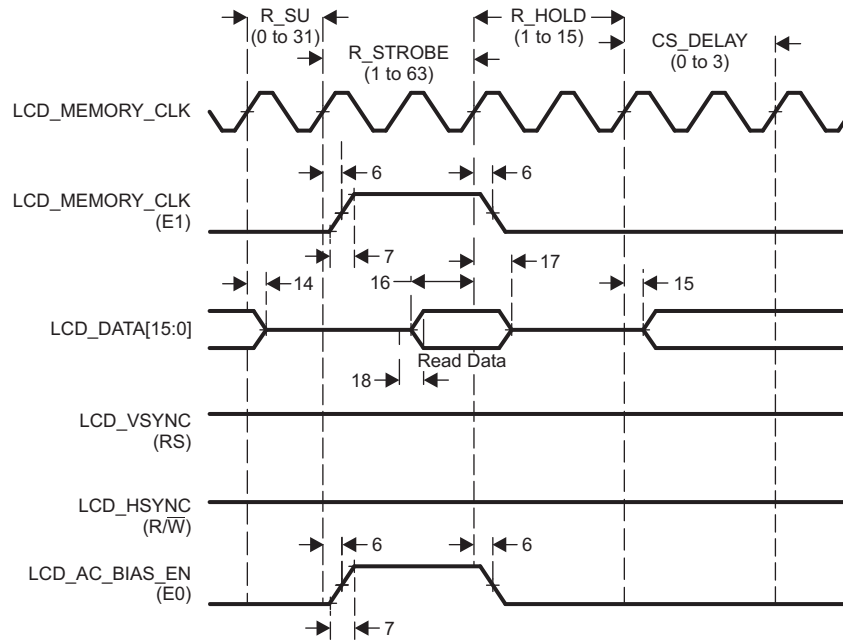 R_SU
(0 to 31)
R_STROBE
(1 to 63)
R_HOLD
(1 to 15)
CS_DELAY
(0 to 3)
LCD_MEMORY_CLK
6
6
LCD_MEMORY_CLK
(E1)
7
17
14
16
15
LCD_DATA[15:0]
Read Data
18
LCD_VSYNC
(RS)
LCD_HSYNC
(R/W̅)
6
6
LCD_AC_BIAS_EN
(E0)
7